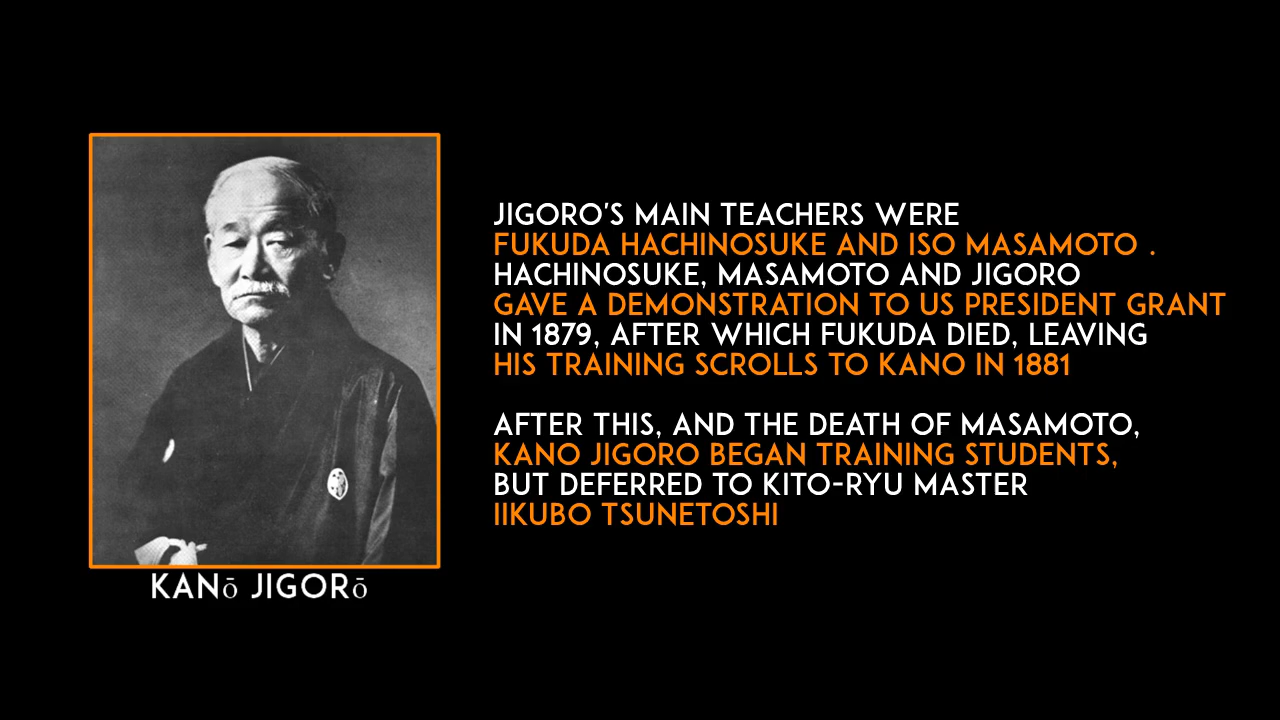 JIGORO'S MAIN TEACHERS WERE
FUKUDA HACHINOSUKE AND ISO MASAMOTO .
HACHINOSUKE, MASAMOTO AND JIGORO
GAVE A DEMONSTRATION TO US PRESIDENT GRANT
IN 1879, AFTER WHICH FUKUDA DIED, LEAVING
HIS TRAINING SCROLLS TO KANO IN 1881
AFTER THIS, AND THE DEATH OF MASAMOTO,
KANO JIGORO BEGAN TRAINING STUDENTS,
BUT DEFERRED TO KITO-RYU MASTER
IIKUBO TSUNETOSHI
KANō JIGORō